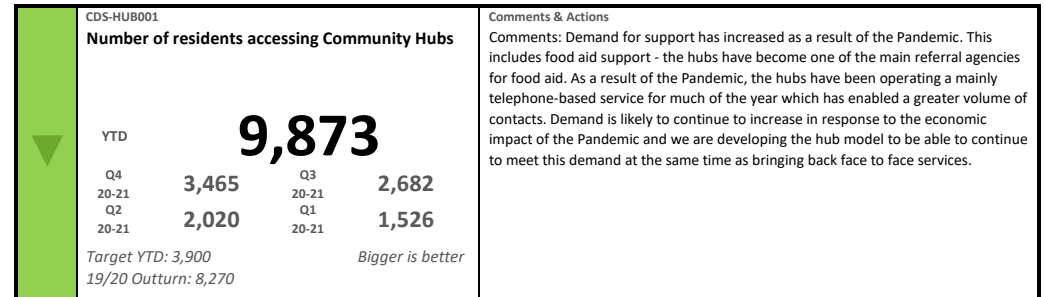 CDS-HUB001
Number of residents accessing Community Hubs
YTD 9,873
Q4 20-21 3,465 Q3 20-21 2,682
Q2 20-21 2,020 Q1 20-21 1,526
Target YTD: 3,900 Bigger is better
19/20 Outturn: 8,270
Comments & Actions
Comments: Demand for support has increased as a result of the Pandemic. This
includes food aid support - the hubs have become one of the main referral agencies
for food aid. As a result of the Pandemic, the hubs have been operating a mainly
telephone-based service for much of the year which has enabled a greater volume of
contacts. Demand is likely to continue to increase in response to the economic
impact of the Pandemic and we are developing the hub model to be able to continue
to meet this demand at the same time as bringing back face to face services.